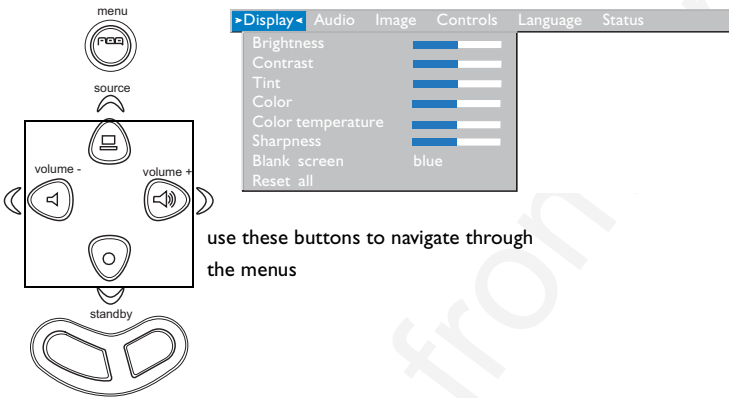 menu
source
volume -
volume +
standby
➤Display◄ Audio Image Controls Language Status
Brightness
Contrast
Tint
Color
Color temperature
Sharpness
Blank screen blue
Reset all
use these buttons to navigate through
the menus
fron